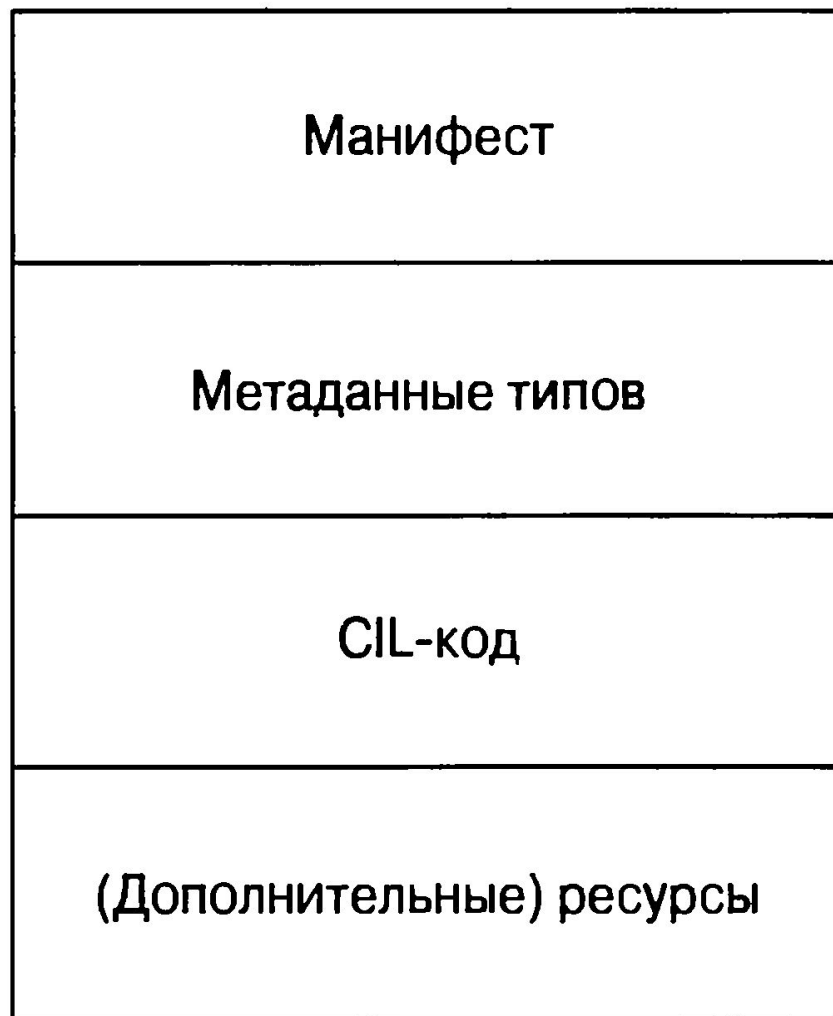 Манифест
Метаданные типов
CIL-код
(Дополнительные) ресурсы